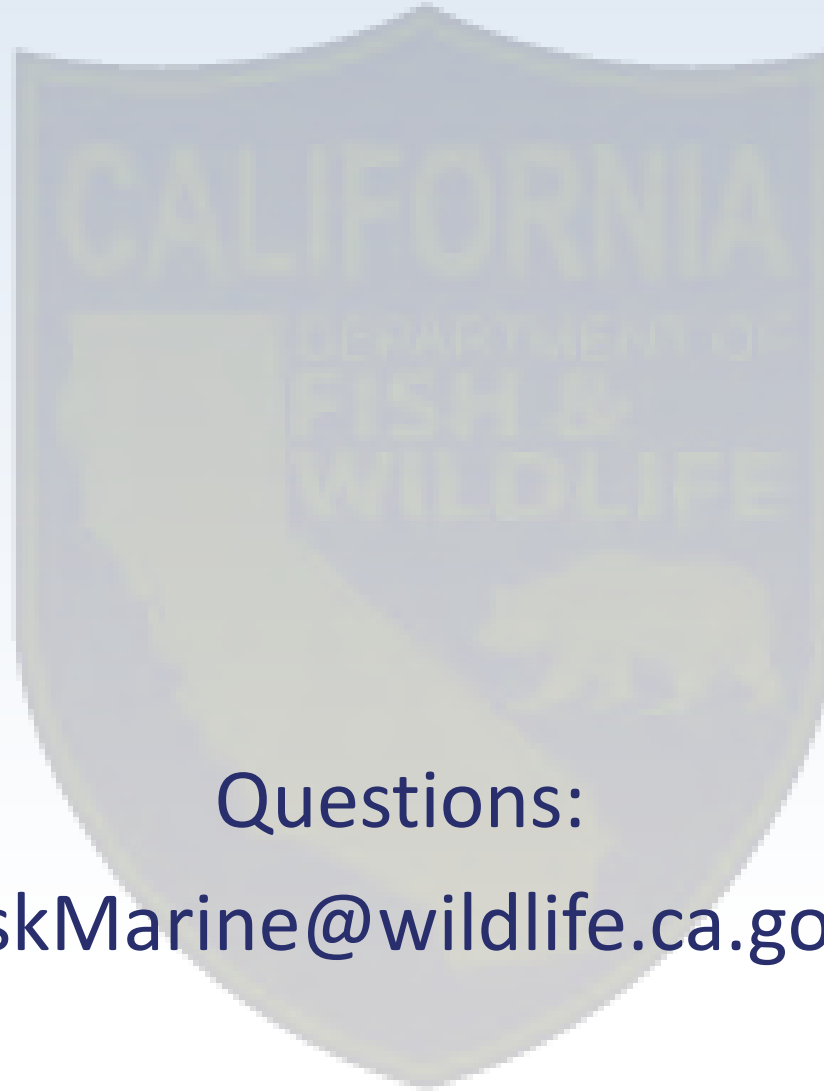 CALIFORNIA
DEPARTMENT OF
FISH &
WILDLIFE
Questions:
skMarine@wildlife.ca.go